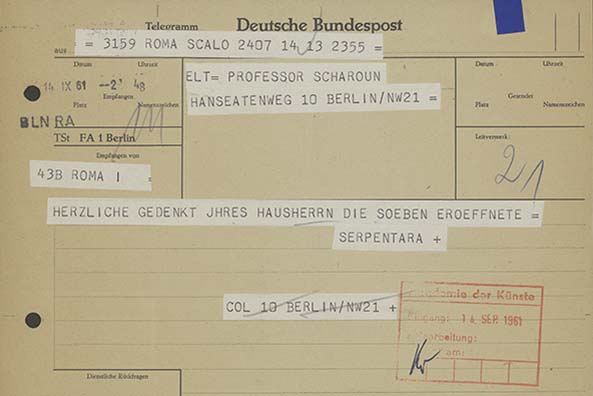 Telegramm
Deutsche Bundespost
aus = 3159 ROMA SCALO 2407 14 13 2355 =
Datum Uhrzeit
14 IX 61 --2 48
Empfangen
Platz Namenszeichen
BLN RA
TSt FA 1 Berlin
Empfangen von
43B ROMA I =
ELT= PROFESSOR SCHAROUN
HANSEATENWEG 10 BERLIN/NW21 =
Datum Uhrzeit
Gesendet
Platz Namenszeichen
Leitvermerk:
21
HERZLICHE GEDENKT JHRES HAUSHERRN DIE SOEBEN EROEFFNETE =
SERPENTARA +
COL 10 BERLIN/NW21 +
Akademie der Künste
Eingang: 14. SEP. 1961
Bearbeitung:
am:
Dienstliche Rückfragen